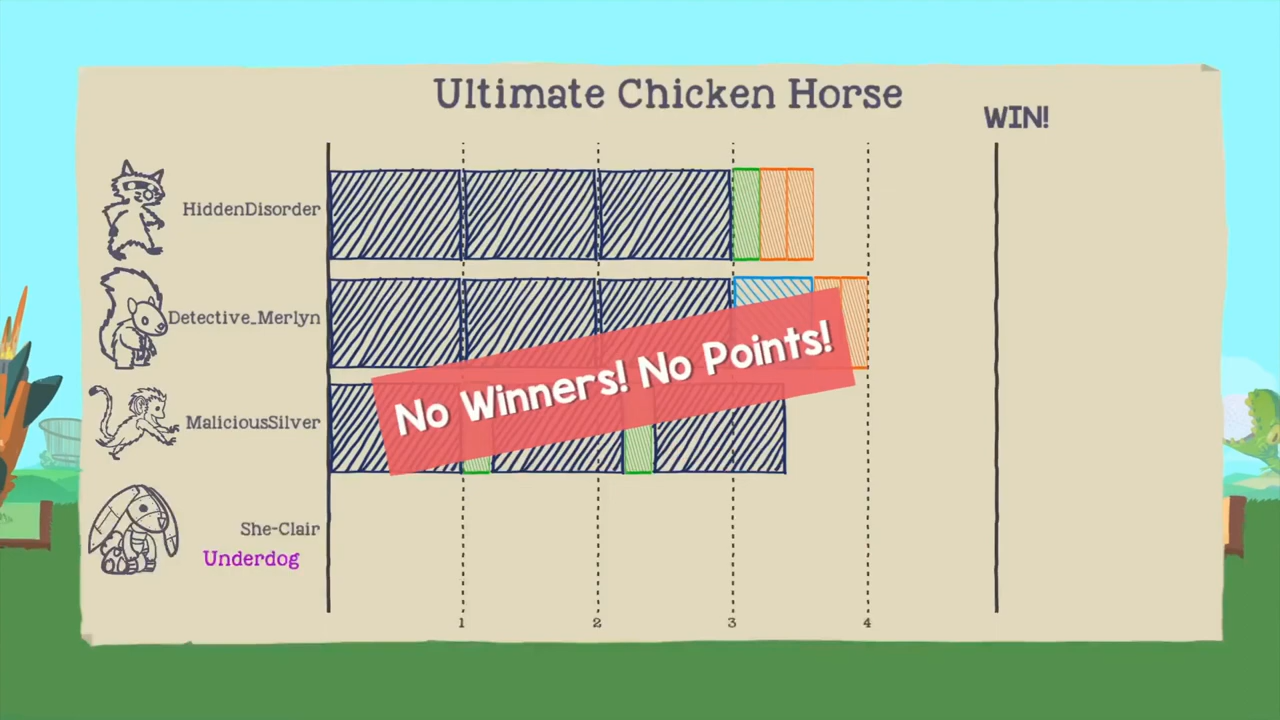 Ultimate Chicken Horse
WIN!
HiddenDisorder
Detective_Merlyn
No Winners! No Points!
MaliciousSilver
She-Clair
Underdog
1 2 3 4